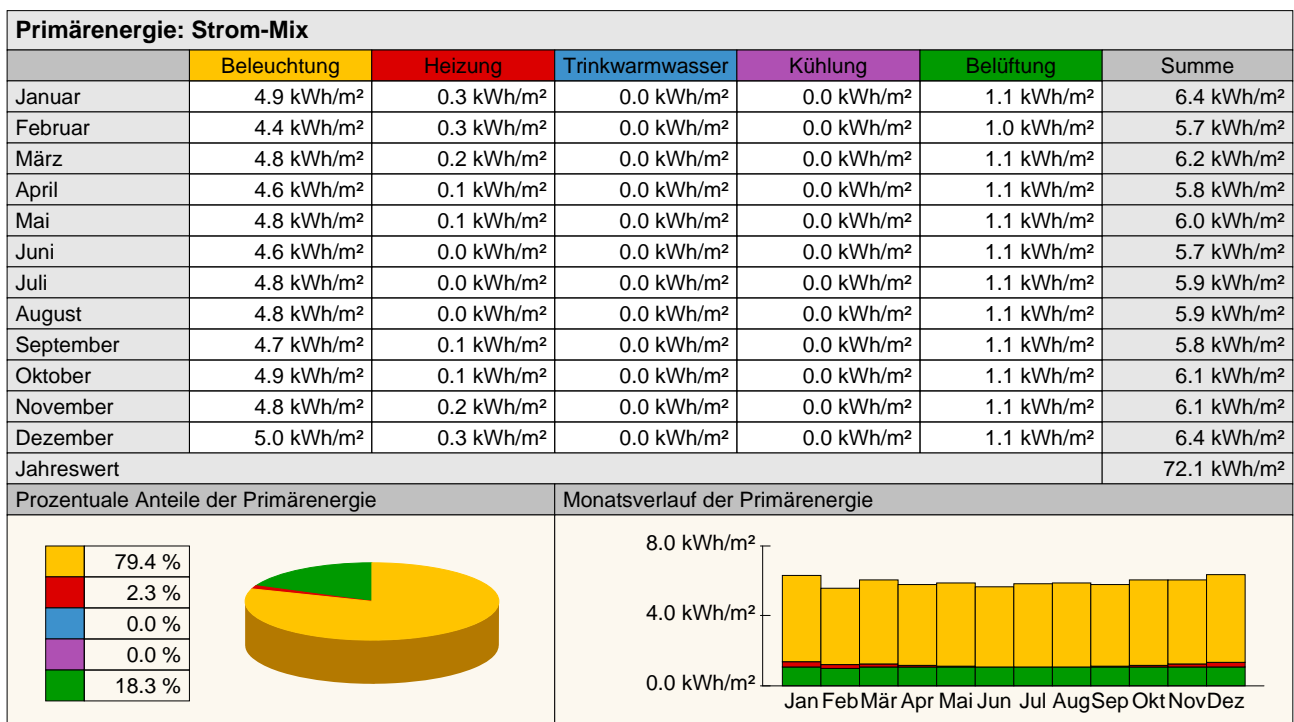 Primärenergie: Strom-Mix
Beleuchtung Heizung Trinkwarmwasser Kühlung Belüftung Summe
Januar 4.9 kWh/m² 0.3 kWh/m² 0.0 kWh/m² 0.0 kWh/m² 1.1 kWh/m² 6.4 kWh/m²
Februar 4.4 kWh/m² 0.3 kWh/m² 0.0 kWh/m² 0.0 kWh/m² 1.0 kWh/m² 5.7 kWh/m²
März 4.8 kWh/m² 0.2 kWh/m² 0.0 kWh/m² 0.0 kWh/m² 1.1 kWh/m² 6.2 kWh/m²
April 4.6 kWh/m² 0.1 kWh/m² 0.0 kWh/m² 0.0 kWh/m² 1.1 kWh/m² 5.8 kWh/m²
Mai 4.8 kWh/m² 0.1 kWh/m² 0.0 kWh/m² 0.0 kWh/m² 1.1 kWh/m² 6.0 kWh/m²
Juni 4.6 kWh/m² 0.0 kWh/m² 0.0 kWh/m² 0.0 kWh/m² 1.1 kWh/m² 5.7 kWh/m²
Juli 4.8 kWh/m² 0.0 kWh/m² 0.0 kWh/m² 0.0 kWh/m² 1.1 kWh/m² 5.9 kWh/m²
August 4.8 kWh/m² 0.0 kWh/m² 0.0 kWh/m² 0.0 kWh/m² 1.1 kWh/m² 5.9 kWh/m²
September 4.7 kWh/m² 0.1 kWh/m² 0.0 kWh/m² 0.0 kWh/m² 1.1 kWh/m² 5.8 kWh/m²
Oktober 4.9 kWh/m² 0.1 kWh/m² 0.0 kWh/m² 0.0 kWh/m² 1.1 kWh/m² 6.1 kWh/m²
November 4.8 kWh/m² 0.2 kWh/m² 0.0 kWh/m² 0.0 kWh/m² 1.1 kWh/m² 6.1 kWh/m²
Dezember 5.0 kWh/m² 0.3 kWh/m² 0.0 kWh/m² 0.0 kWh/m² 1.1 kWh/m² 6.4 kWh/m²
Jahreswert 72.1 kWh/m²
Prozentuale Anteile der Primärenergie
79.4 %
2.3 %
0.0 %
0.0 %
18.3 %
Monatsverlauf der Primärenergie
8.0 kWh/m²
4.0 kWh/m²
0.0 kWh/m²
Jan Feb Mär Apr Mai Jun Jul Aug Sep Okt Nov Dez